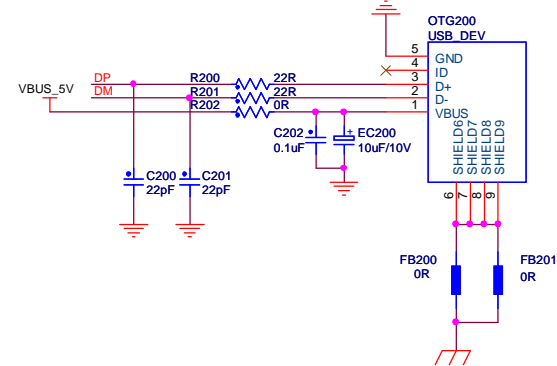 OTG200
USB_DEV
5
GND
4
ID
3
D+
2
D-
1
VBUS
SHIELD6
SHIELD7
SHIELD8
SHIELD9
6
7
8
9
DP
DM
VBUS_5V
R200
22R
R201
22R
R202
0R
C202
0.1uF
EC200
10uF/10V
C200
22pF
C201
22pF
FB200
0R
FB201
0R